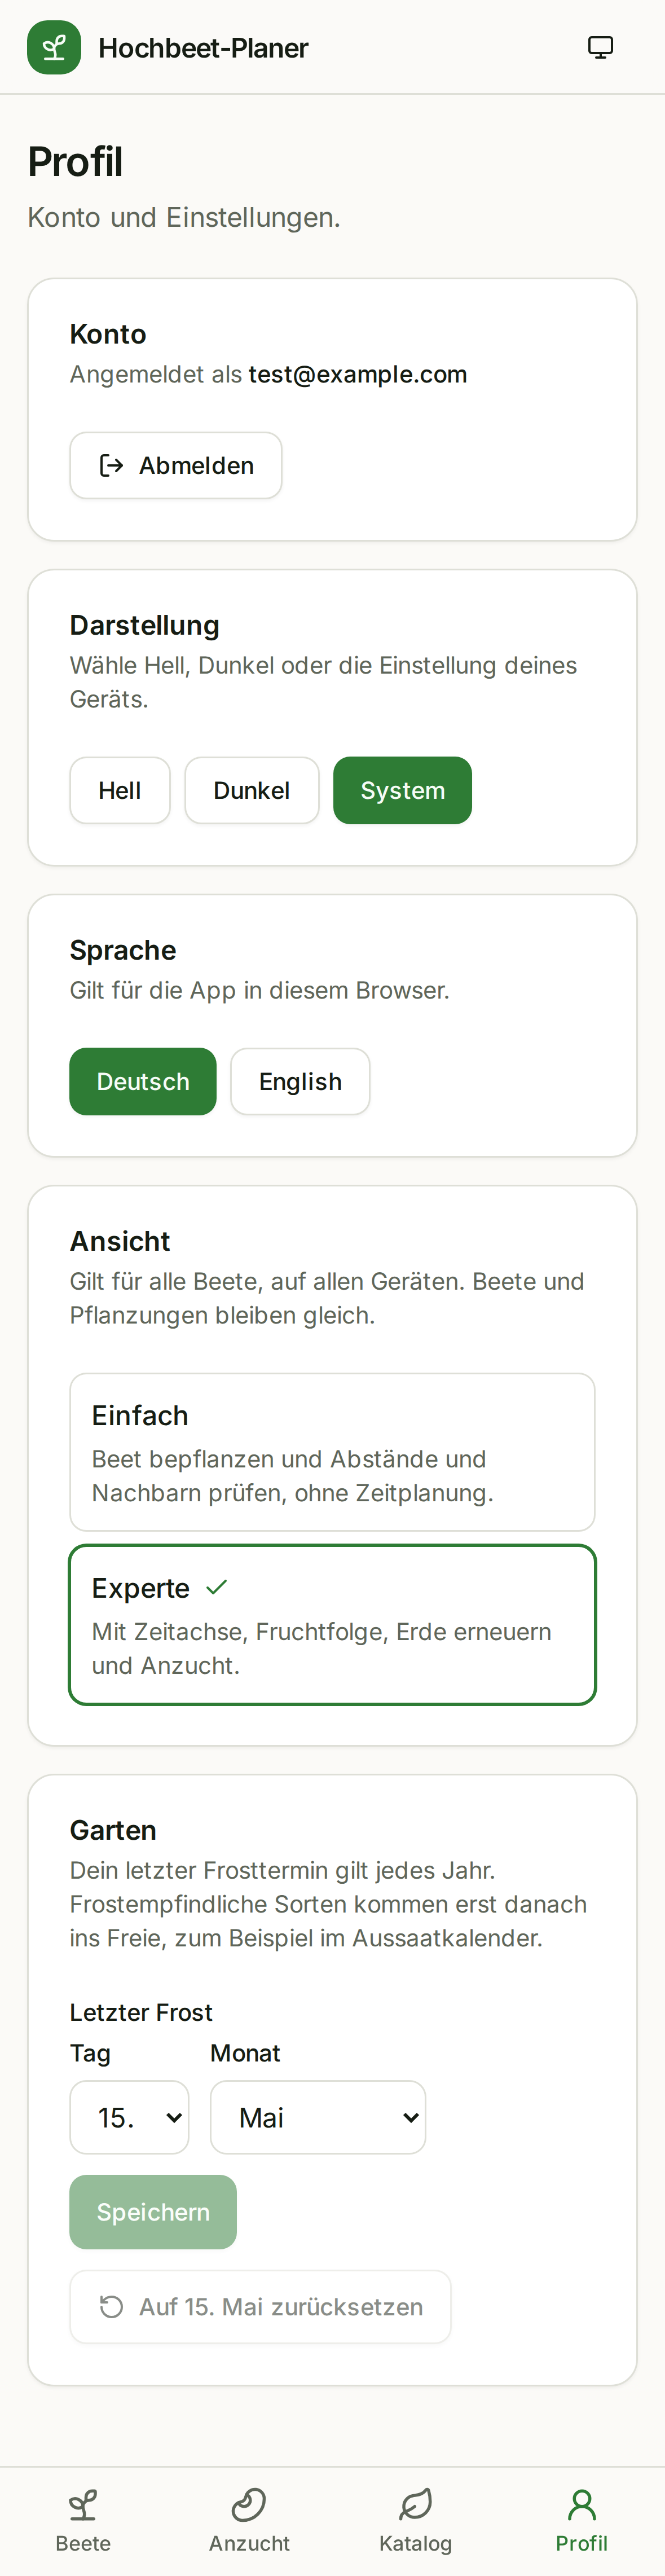 Hochbeet-Planer
Profil
Konto und Einstellungen.
Konto
Angemeldet als test@example.com
Abmelden
Darstellung
Wähle Hell, Dunkel oder die Einstellung deines
Geräts.
Hell
Dunkel
System
Sprache
Gilt für die App in diesem Browser.
Deutsch
English
Ansicht
Gilt für alle Beete, auf allen Geräten. Beete und
Pflanzungen bleiben gleich.
Einfach
Beet bepflanzen und Abstände und
Nachbarn prüfen, ohne Zeitplanung.
Experte
Mit Zeitachse, Fruchtfolge, Erde erneuern
und Anzucht.
Garten
Dein letzter Frosttermin gilt jedes Jahr.
Frostempfindliche Sorten kommen erst danach
ins Freie, zum Beispiel im Aussaatkalender.
Letzter Frost
Tag
Monat
15.
Mai
Speichern
Auf 15. Mai zurücksetzen
Beete
Anzucht
Katalog
Profil